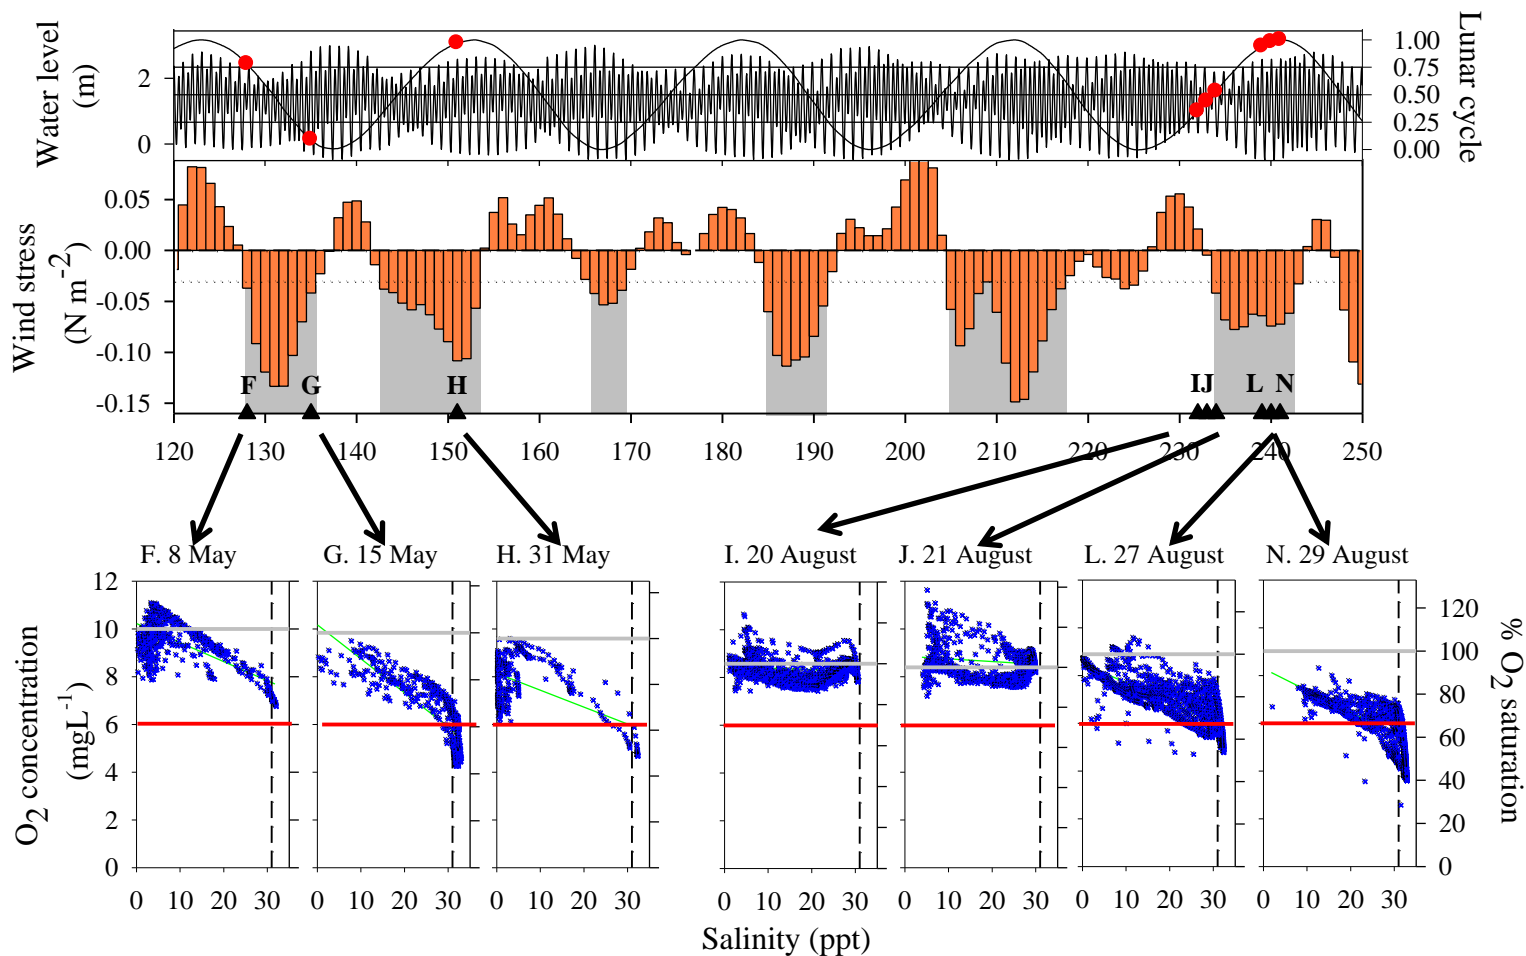 Water level
(m)
2
0
Lunar cycle
1.00
0.75
0.50
0.25
0.00
Wind stress
(N m-2)
0.05
0.00
-0.05
-0.10
-0.15
F G H IJ L N
120 130 140 150 160 170 180 190 200 210 220 230 240 250
F. 8 May G. 15 May H. 31 May I. 20 August J. 21 August L. 27 August N. 29 August
O2 concentration
(mgL-1)
12
10
8
6
4
2
0
% O2 saturation
120
100
80
60
40
20
0
0 10 20 30 0 10 20 30 0 10 20 30 0 10 20 30 0 10 20 30 0 10 20 30 0 10 20 30
Salinity (ppt)